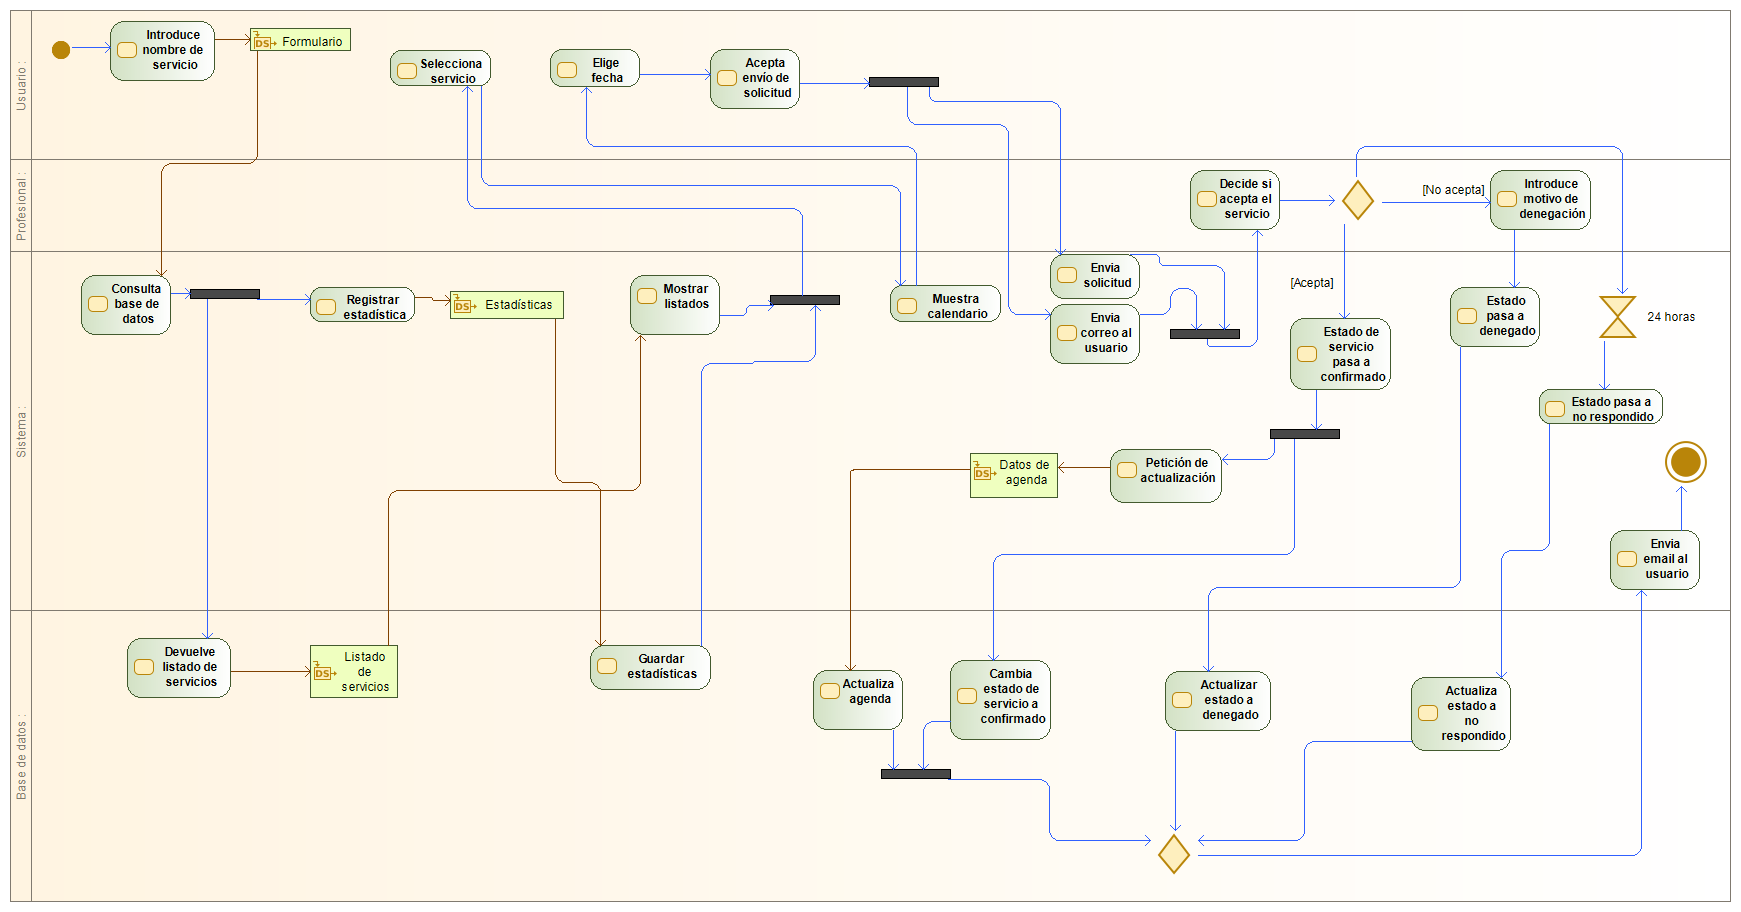 Usuario :
Introduce
nombre de
servicio
DS
Formulario
Selecciona
servicio
Elige
fecha
Acepta
envío de
solicitud
Profesional :
Decide si
acepta el
servicio
[No acepta]
Introduce
motivo de
denegación
Sistema :
Consulta
base de
datos
Registrar
estadística
DS
Estadísticas
Mostrar
listados
Muestra
calendario
Envia
solicitud
Envia
correo al
usuario
[Acepta]
Estado de
servicio
pasa a
confirmado
Estado
pasa a
denegado
24 horas
Estado pasa a
no respondido
DS
Datos de
agenda
Petición de
actualización
Envia
email al
usuario
Base de datos :
Devuelve
listado de
servicios
DS
Listado
de
servicios
Guardar
estadísticas
Actualiza
agenda
Cambia
estado de
servicio a
confirmado
Actualizar
estado a
denegado
Actualiza
estado a
no
respondido